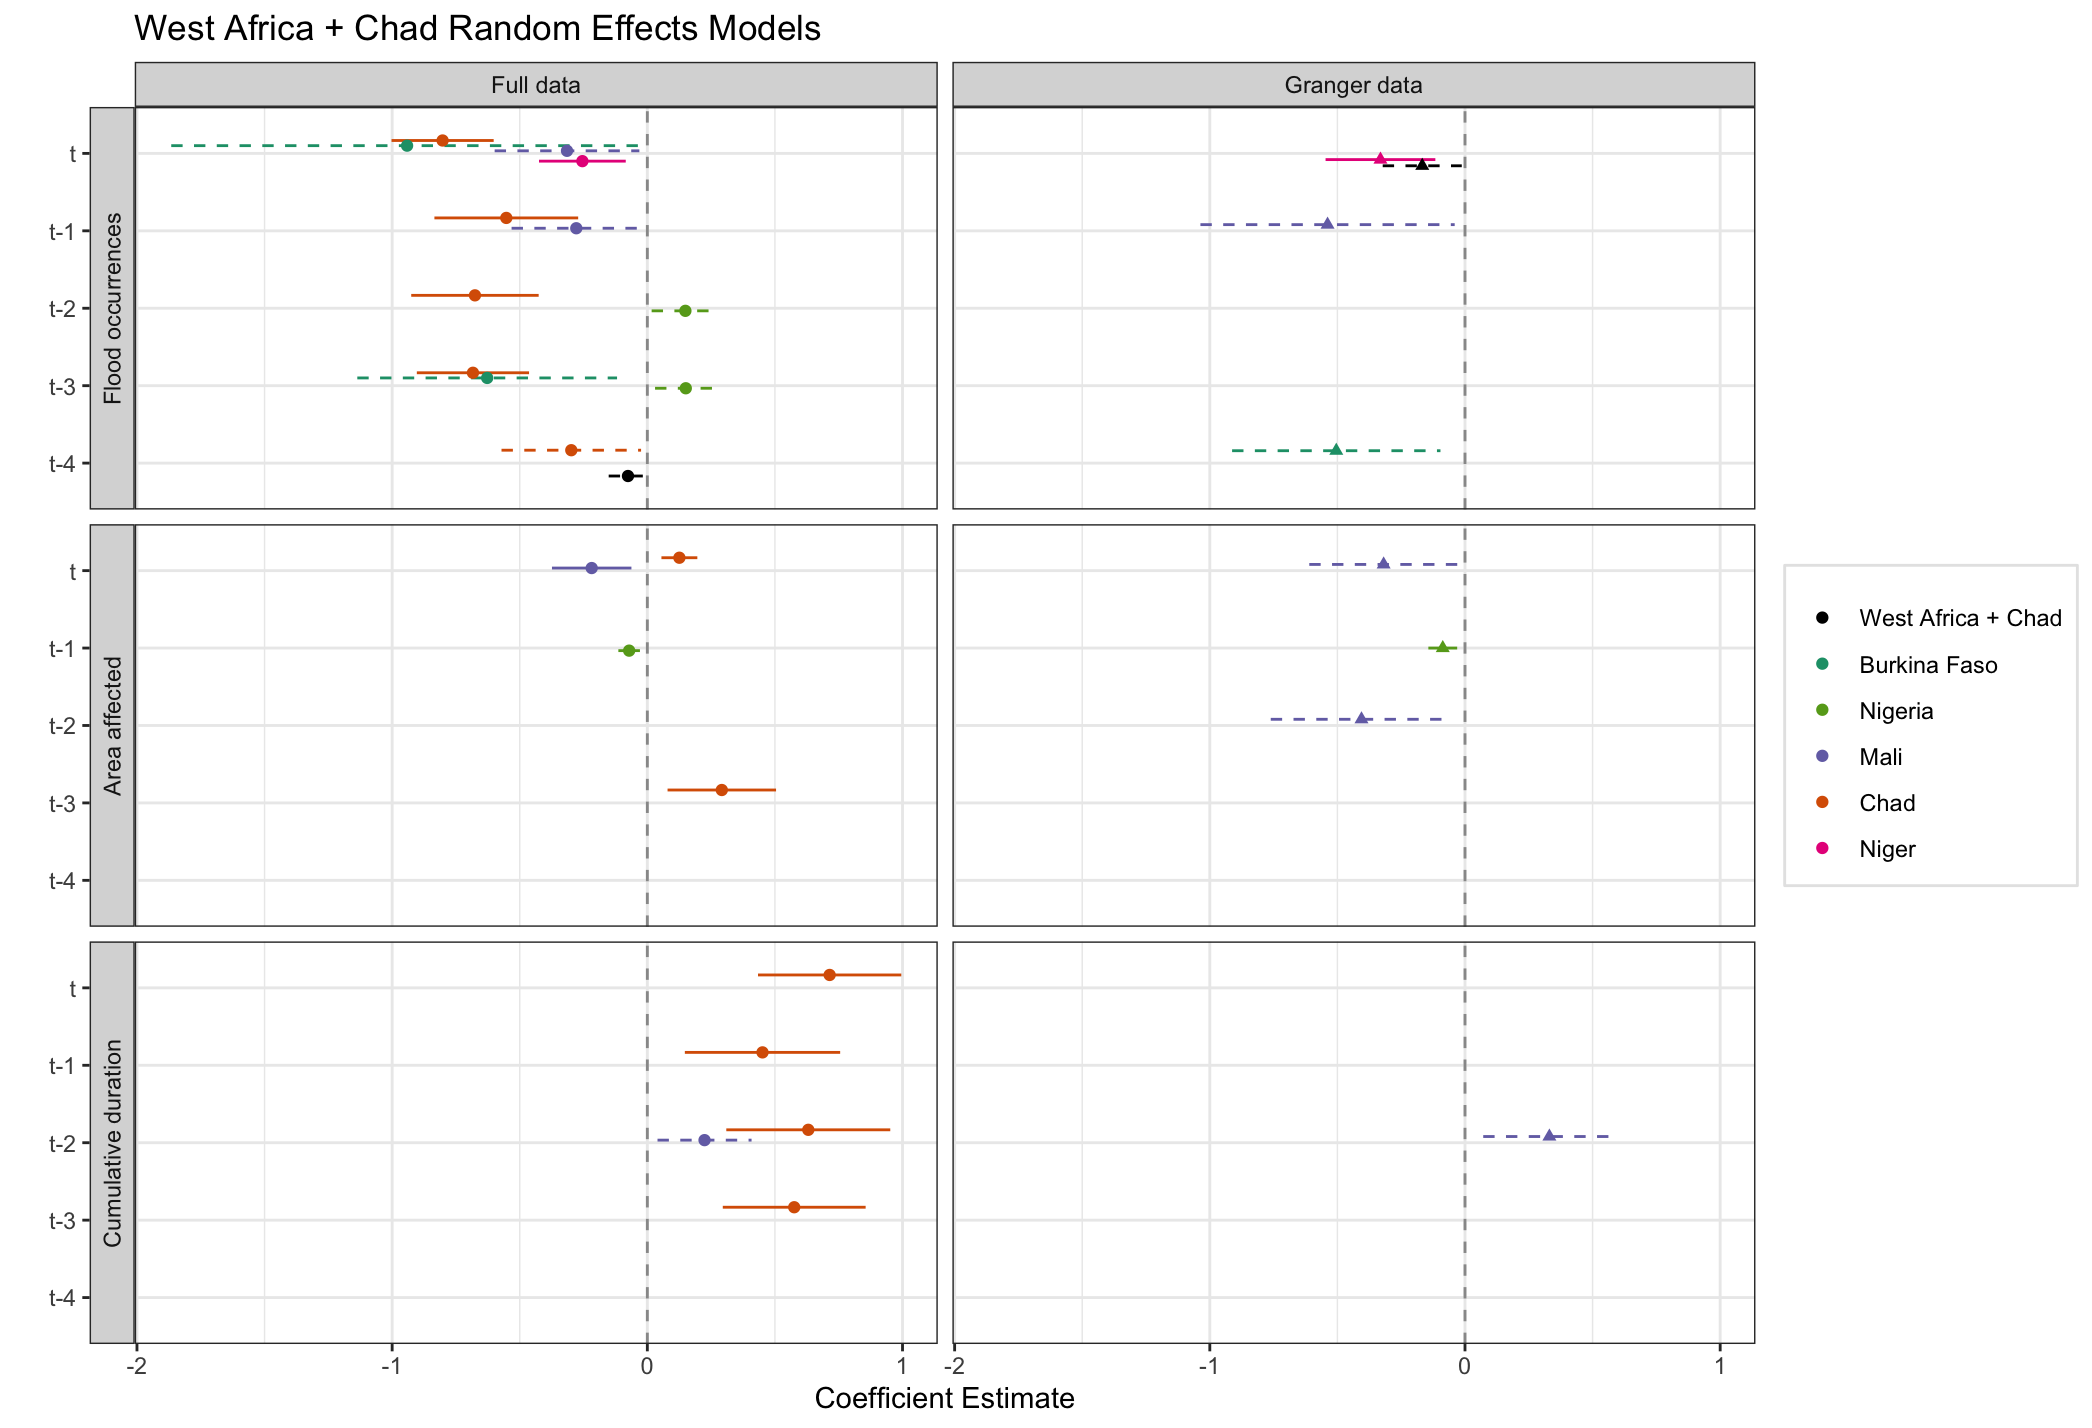 West Africa + Chad Random Effects Models
Full data
Granger data
Flood occurrences
t
t-1
t-2
t-3
t-4
Area affected
t
t-1
t-2
t-3
t-4
Cumulative duration
t
t-1
t-2
t-3
t-4
-2 -1 0 1
-2 -1 0 1
Coefficient Estimate
West Africa + Chad
Burkina Faso
Nigeria
Mali
Chad
Niger